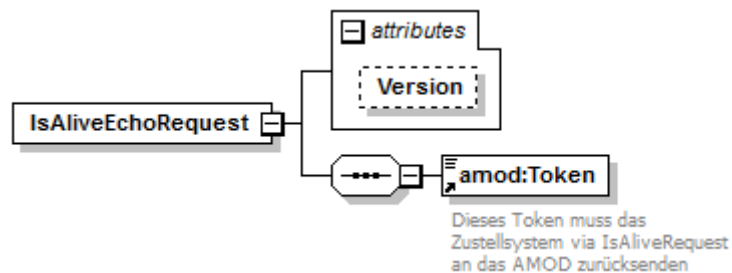 attributes
Version
IsAliveEchoRequest
amod:Token
Dieses Token muss das
Zustellsystem via IsAliveRequest
an das AMOD zurücksenden